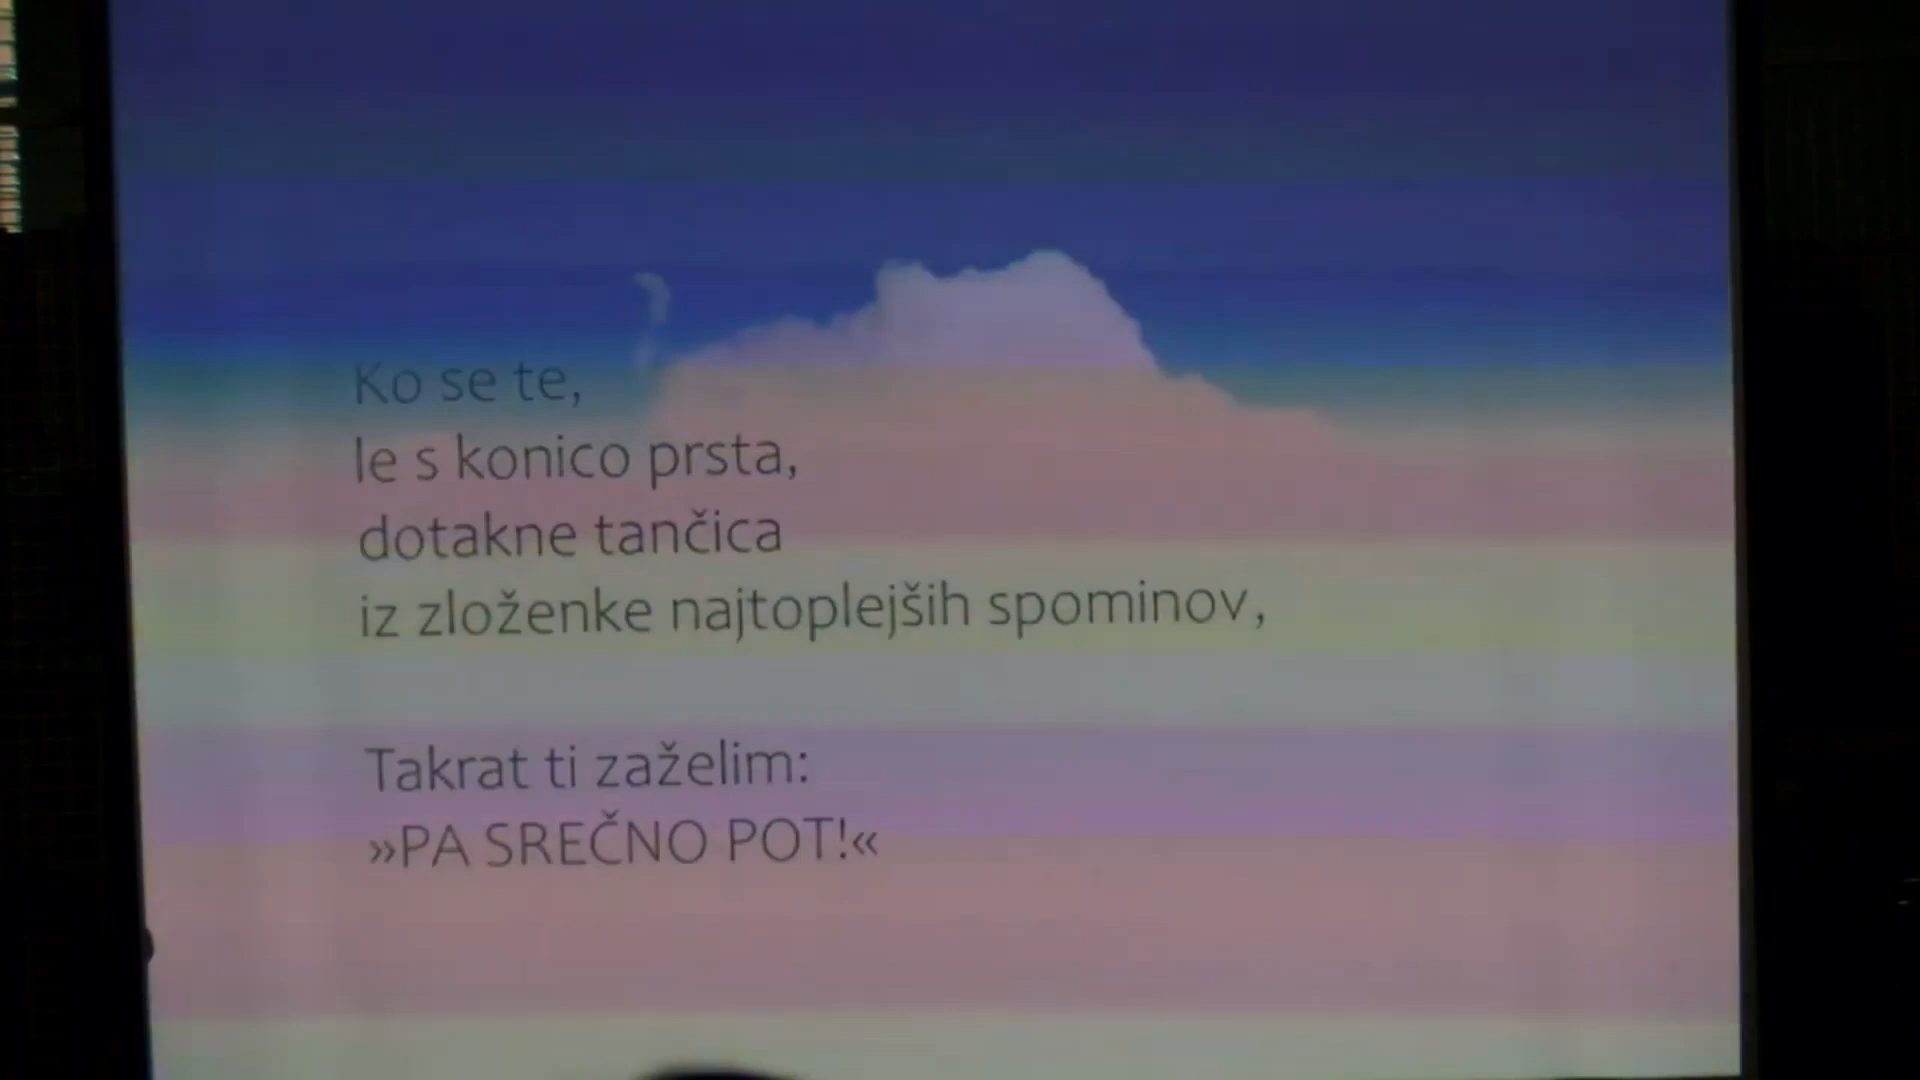 Ko se te,
le s konico prsta,
dotakne tančica
iz zloženke najtoplejših spominov,
Takrat ti zaželim:
»PA SREČNO POT!«